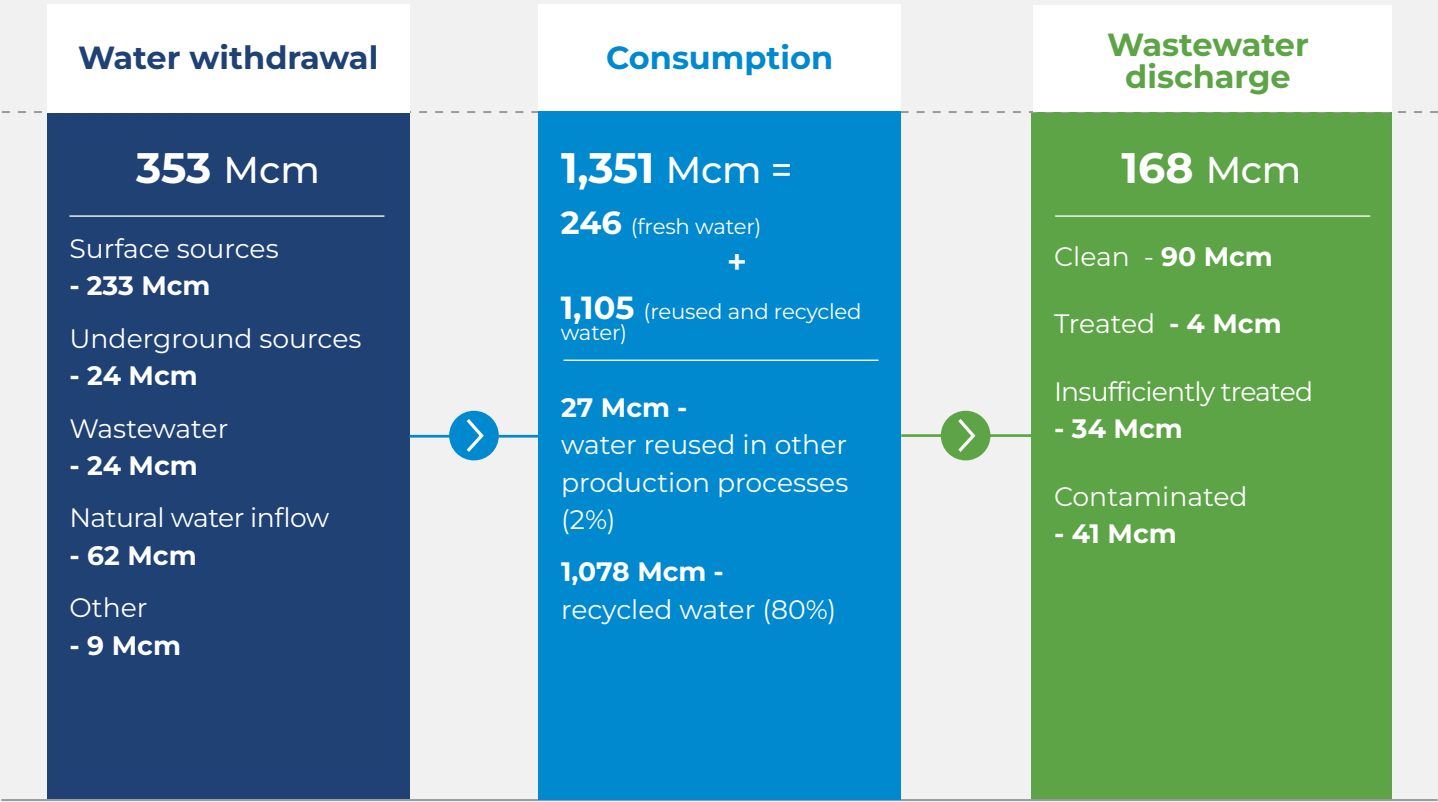 Water withdrawal
353 Mcm
Surface sources
- 233 Mcm
Underground sources
- 24 Mcm
Wastewater
- 24 Mcm
Natural water inflow
- 62 Mcm
Other
- 9 Mcm
Consumption
1,351 Mcm =
246 (fresh water)
+
1,105 (reused and recycled
water)
27 Mcm -
water reused in other
production processes
(2%)
1,078 Mcm -
recycled water (80%)
Wastewater
discharge
168 Mcm
Clean - 90 Mcm
Treated - 4 Mcm
Insufficiently treated
- 34 Mcm
Contaminated
- 41 Mcm